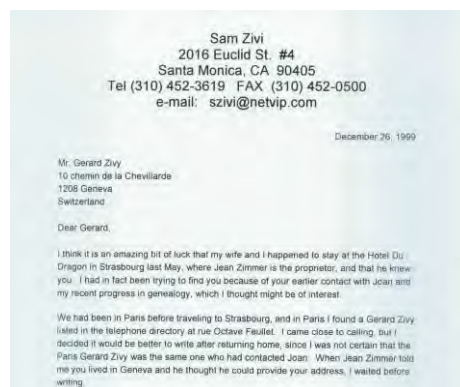 Sam Zivi
2016 Euclid St. #4
Santa Monica, CA 90405
Tel (310) 452-3619 FAX (310) 452-0500
e-mail: szivi@netvip.com
December 26, 1999
Mr. Gerard Zivy
10 chemin de la Chevillarde
1208 Geneva
Switzerland
Dear Gerard,
I think it is an amazing bit of luck that my wife and I happened to stay at the Hotel Du
Dragon in Strasbourg last May, where Jean Zimmer is the proprietor, and that he knew
you. I had in fact been trying to find you because of your earlier contact with Joan and
my recent progress in genealogy, which I thought might be of interest.
We had been in Paris before traveling to Strasbourg, and in Paris I found a Gerard Zivy
listed in the telephone directory at rue Octave Feuillet. I came close to calling, but I
decided it would be better to write after returning home, since I was not certain that the
Paris Gerard Zivy was the same one who had contacted Joan. When Jean Zimmer told
me you lived in Geneva and he thought he could provide your address, I waited before
writing.